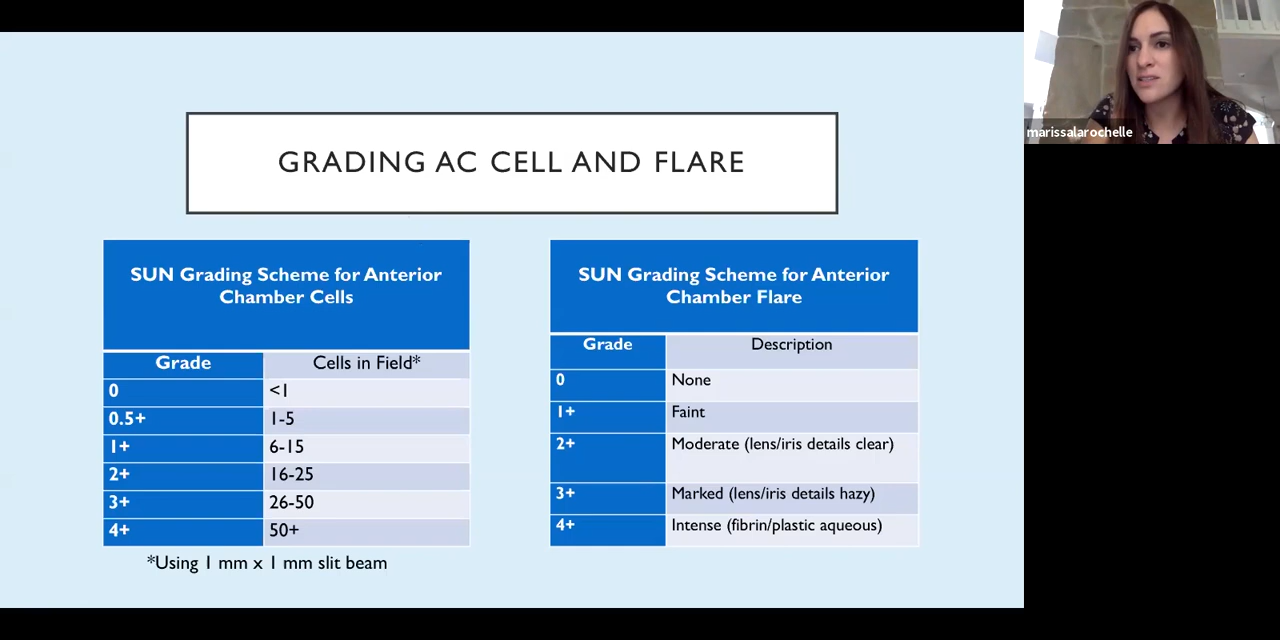 marissalarochelle
GRADING AC CELL AND FLARE
SUN Grading Scheme for Anterior
Chamber Cells
Grade Cells in Field*
0 <1
0.5+ 1-5
1+ 6-15
2+ 16-25
3+ 26-50
4+ 50+
*Using 1 mm x 1 mm slit beam
SUN Grading Scheme for Anterior
Chamber Flare
Grade Description
0 None
1+ Faint
2+ Moderate (lens/iris details clear)
3+ Marked (lens/iris details hazy)
4+ Intense (fibrin/plastic aqueous)